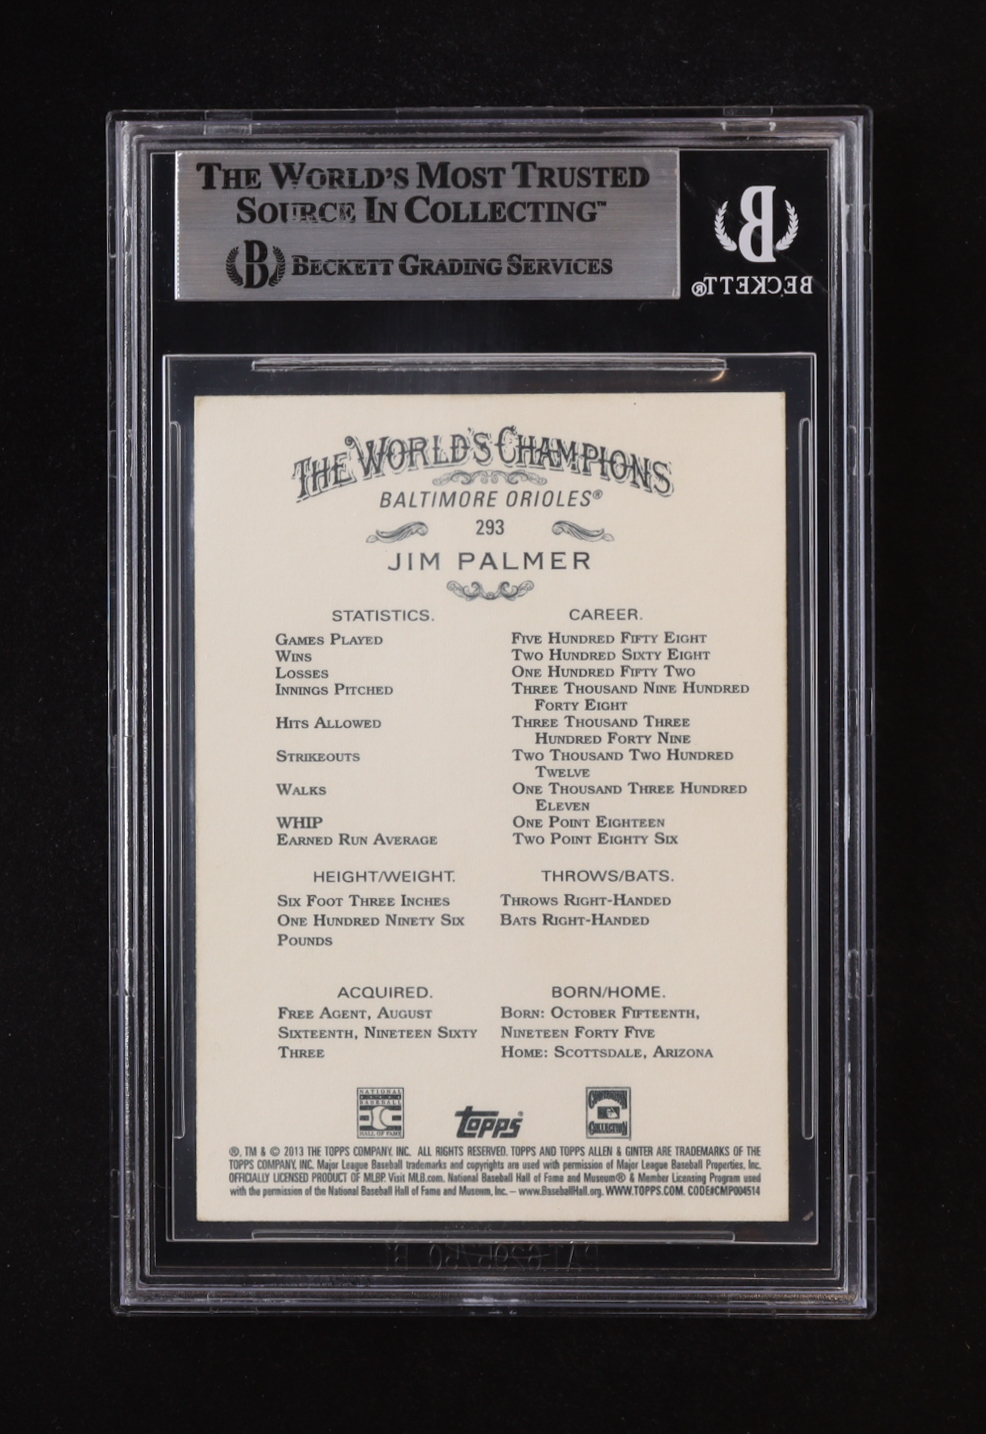 THE WORLD'S MOST TRUSTED
SOURCE IN COLLECTING™
B BECKETT GRADING SERVICES
B
BECKETT®
THE WORLD'S CHAMPIONS
BALTIMORE ORIOLES®
293
JIM PALMER
STATISTICS. CAREER.
GAMES PLAYED FIVE HUNDRED FIFTY EIGHT
WINS TWO HUNDRED SIXTY EIGHT
LOSSES ONE HUNDRED FIFTY TWO
INNINGS PITCHED THREE THOUSAND NINE HUNDRED
FORTY EIGHT
HITS ALLOWED THREE THOUSAND THREE
HUNDRED FORTY NINE
STRIKEOUTS TWO THOUSAND TWO HUNDRED
TWELVE
WALKS ONE THOUSAND THREE HUNDRED
ELEVEN
WHIP ONE POINT EIGHTEEN
EARNED RUN AVERAGE TWO POINT EIGHTY SIX
HEIGHT/WEIGHT. THROWS/BATS.
SIX FOOT THREE INCHES THROWS RIGHT-HANDED
ONE HUNDRED NINETY SIX BATS RIGHT-HANDED
POUNDS
ACQUIRED. BORN/HOME.
FREE AGENT, AUGUST BORN: OCTOBER FIFTEENTH,
SIXTEENTH, NINETEEN SIXTY NINETEEN FORTY FIVE
THREE HOME: SCOTTSDALE, ARIZONA
NATIONAL
BASEBALL
HALL OF FAME
Topps®
COOPERSTOWN
COLLECTION
®, TM & © 2013 THE TOPPS COMPANY, INC. ALL RIGHTS RESERVED. TOPPS AND TOPPS ALLEN & GINTER ARE TRADEMARKS OF THE
TOPPS COMPANY, INC. Major League Baseball trademarks and copyrights are used with permission of Major League Baseball Properties, Inc.
OFFICIALLY LICENSED PRODUCT OF MLBP. Visit MLB.com. National Baseball Hall of Fame and Museum® & Member Licensing Program used
with the permission of the National Baseball Hall of Fame and Museum, Inc. – www.BaseballHall.org. WWW.TOPPS.COM. CODE#CMP004514